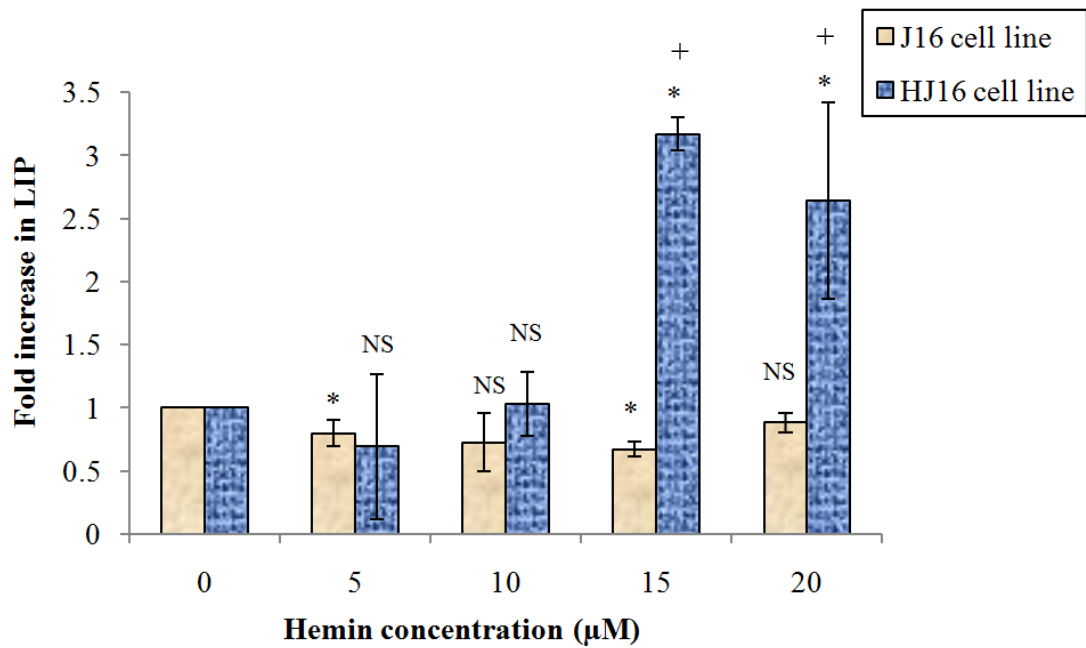 J16 cell line
HJ16 cell line
+
+
*
*
3.5
3
2.5
2
1.5
1
0.5
0
Fold increase in LIP
NS
NS
NS
NS
*
*
0
5
10
15
20
Hemin concentration (µM)